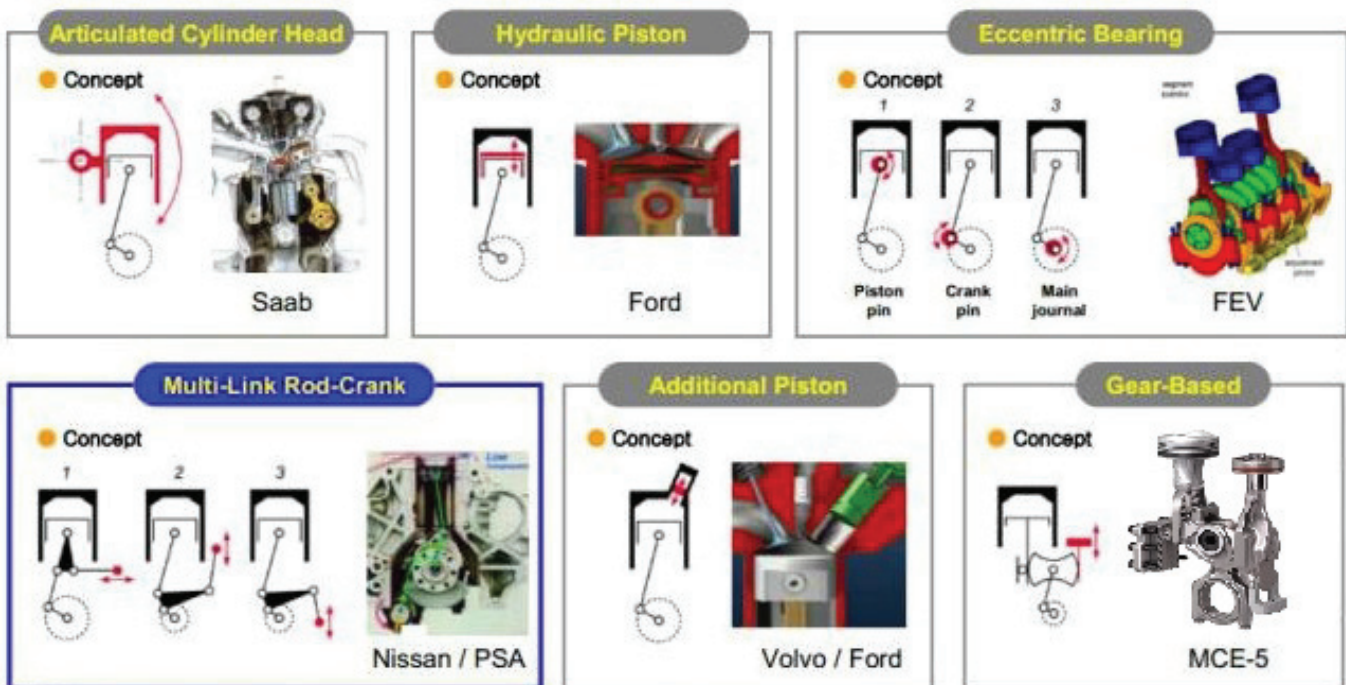 Articulated Cylinder Head
Concept
Saab
Hydraulic Piston
Concept
Ford
Eccentric Bearing
Concept
1 2 3
Piston pin
Crank pin
Main journal
FEV
Multi-Link Rod-Crank
Concept
1 2 3
Low
Nissan / PSA
Additional Piston
Concept
Volvo / Ford
Gear-Based
Concept
MCE-5